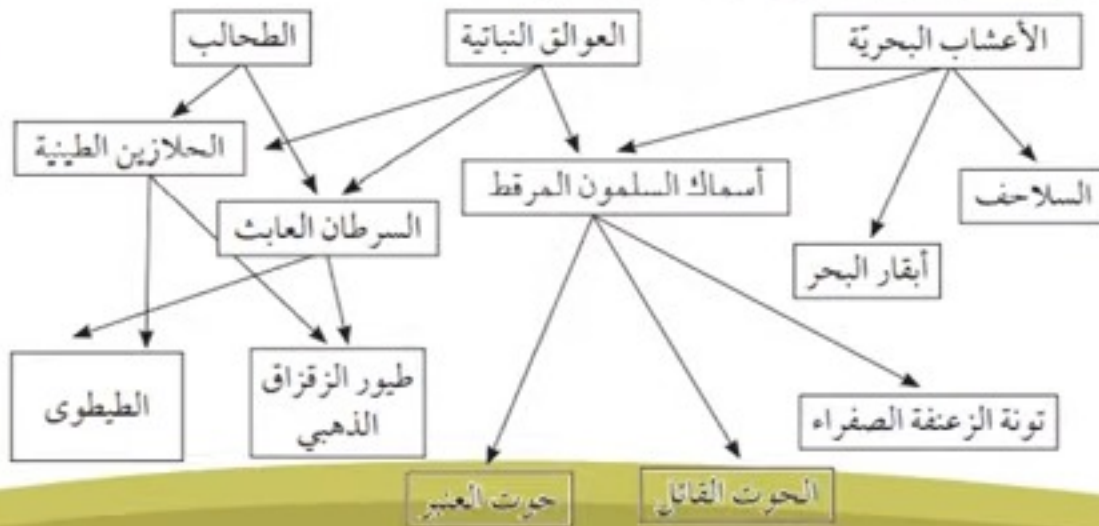 الأعشاب البحريّة
العوالق النباتية
الطحالب
الحلازين الطينية
أسماك السلمون المرقط
السلاحف
السرطان العابث
أبقار البحر
طيور الزقزاق
الذهبي
الطيطوى
تونة الزعنفة الصفراء
الحوت القاتل
حوت العنبر